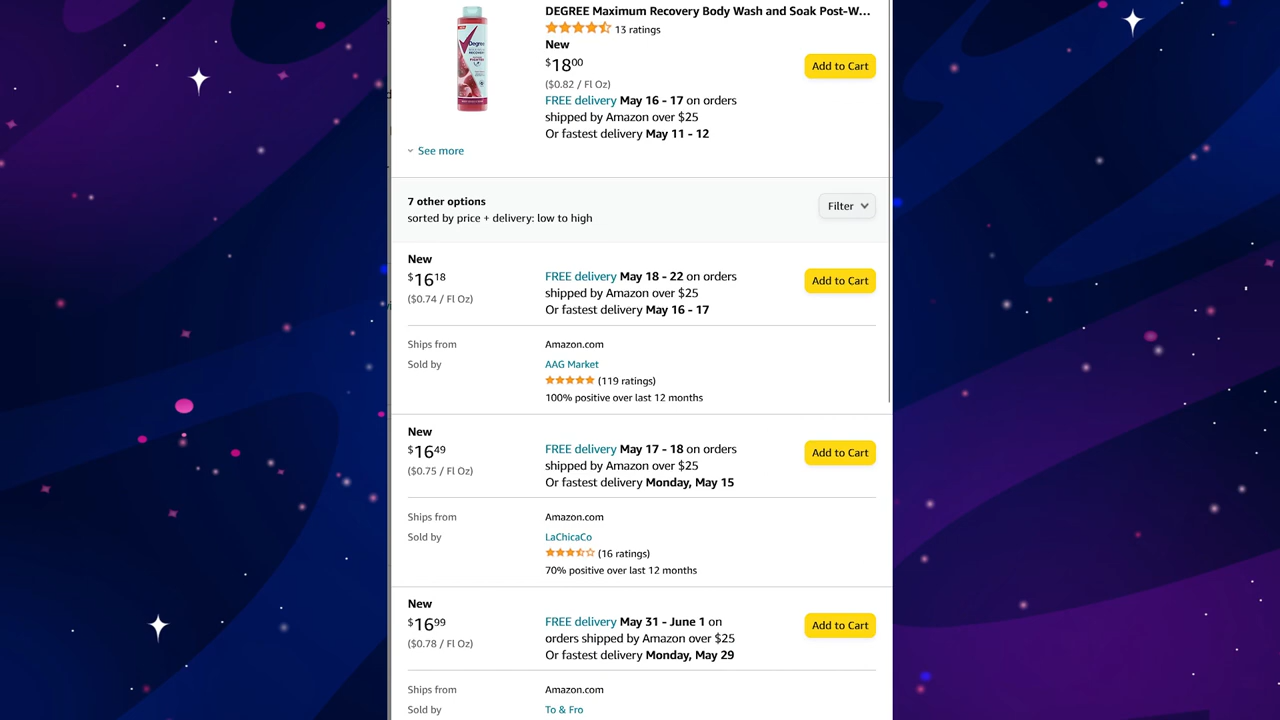 DEGREE Maximum Recovery Body Wash and Soak Post-W...
13 ratings
New
$1800
($0.82 / Fl Oz)
FREE delivery May 16 - 17 on orders
shipped by Amazon over $25
Or fastest delivery May 11 - 12
Add to Cart
Degree
See more
7 other options
sorted by price + delivery: low to high
Filter
New
$1618
($0.74 / Fl Oz)
FREE delivery May 18 - 22 on orders
shipped by Amazon over $25
Or fastest delivery May 16 - 17
Add to Cart
Ships from
Amazon.com
Sold by
AAG Market
(119 ratings)
100% positive over last 12 months
New
$1649
($0.75 / Fl Oz)
FREE delivery May 17 - 18 on orders
shipped by Amazon over $25
Or fastest delivery Monday, May 15
Add to Cart
Ships from
Amazon.com
Sold by
LaChicaCo
(16 ratings)
70% positive over last 12 months
New
$1699
($0.78 / Fl Oz)
FREE delivery May 31 - June 1 on
orders shipped by Amazon over $25
Or fastest delivery Monday, May 29
Add to Cart
Ships from
Amazon.com
Sold by
To & Fro